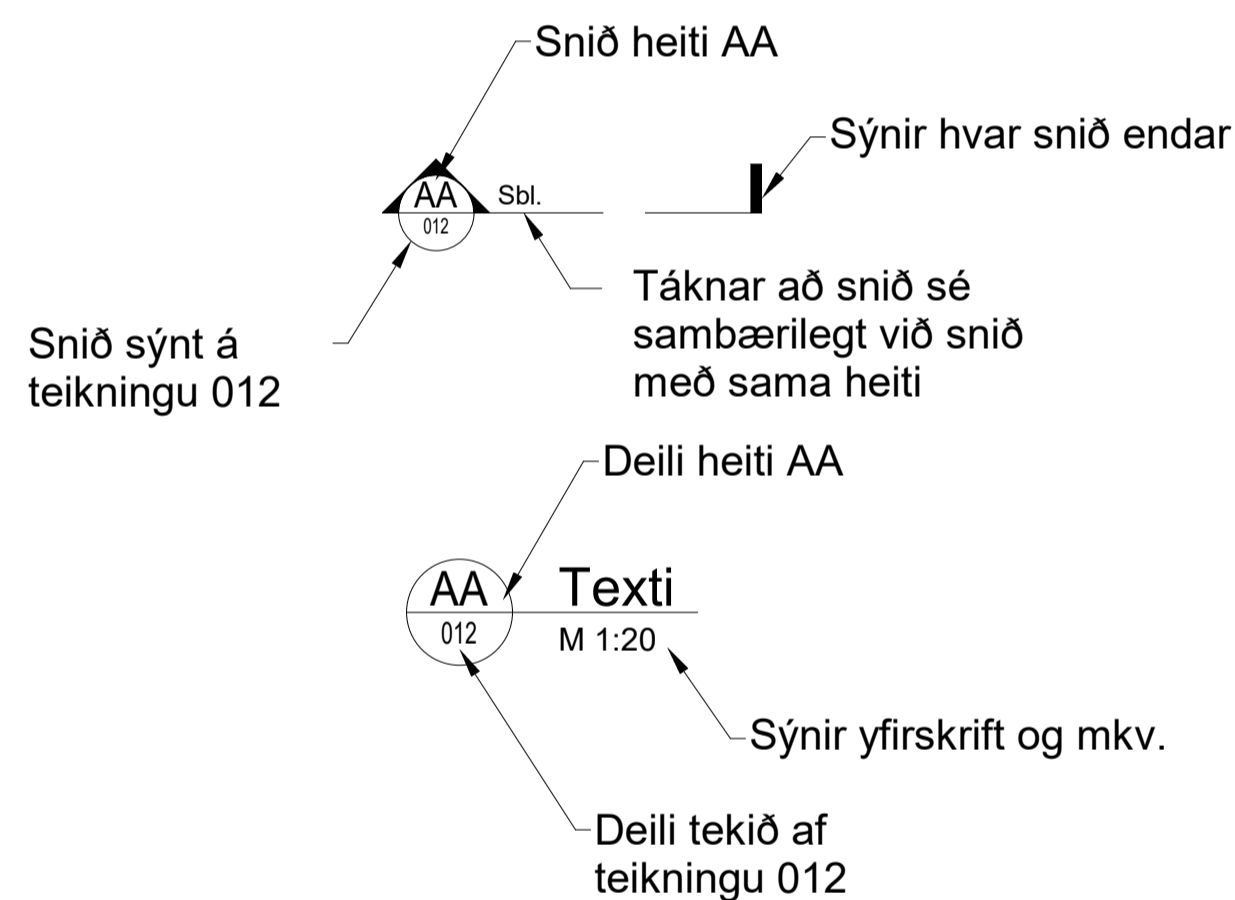 Snið heiti AA
Sýnir hvar snið endar
AA
Sbl.
012
Táknar að snið sé
sambærilegt við snið
með sama heiti
Snið sýnt á
teikningu 012
Deili heiti AA
AA
Texti
012
M 1:20
Sýnir yfirskrift og mkv.
Deili tekið af
teikningu 012